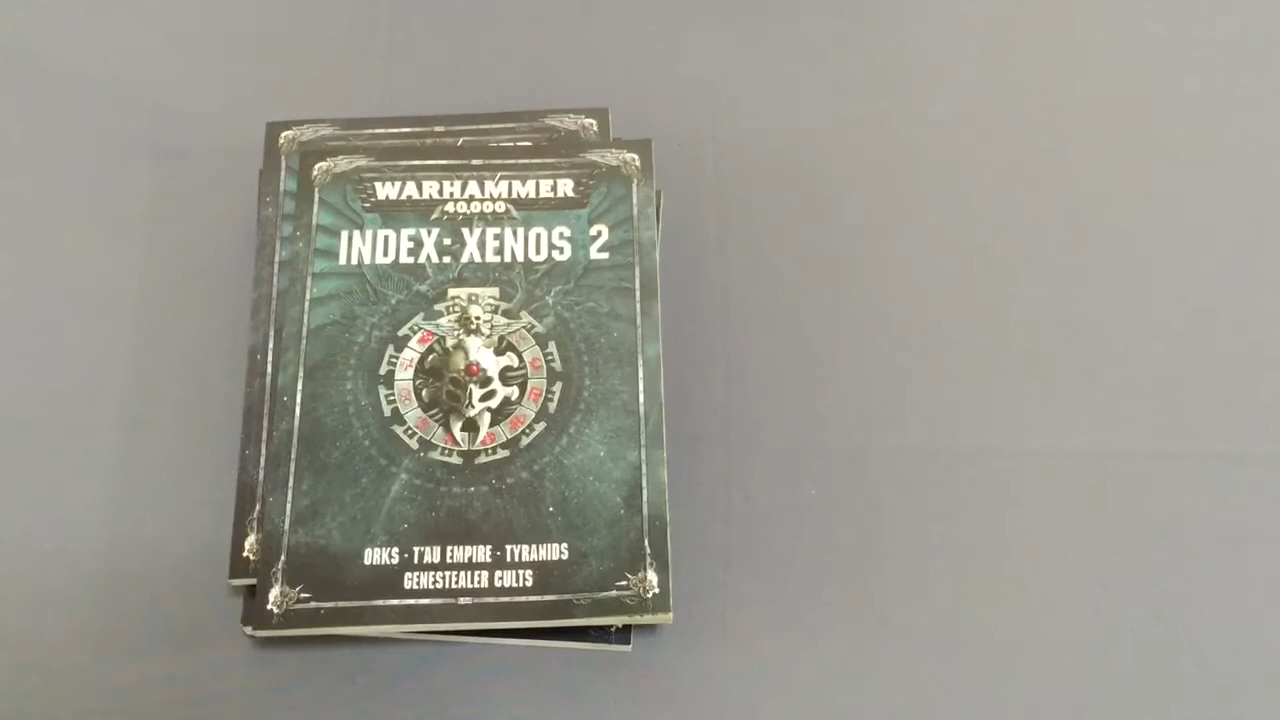 WARHAMMER
40,000
INDEX: XENOS 2
ORKS · T'AU EMPIRE · TYRANIDS
GENESTEALER CULTS